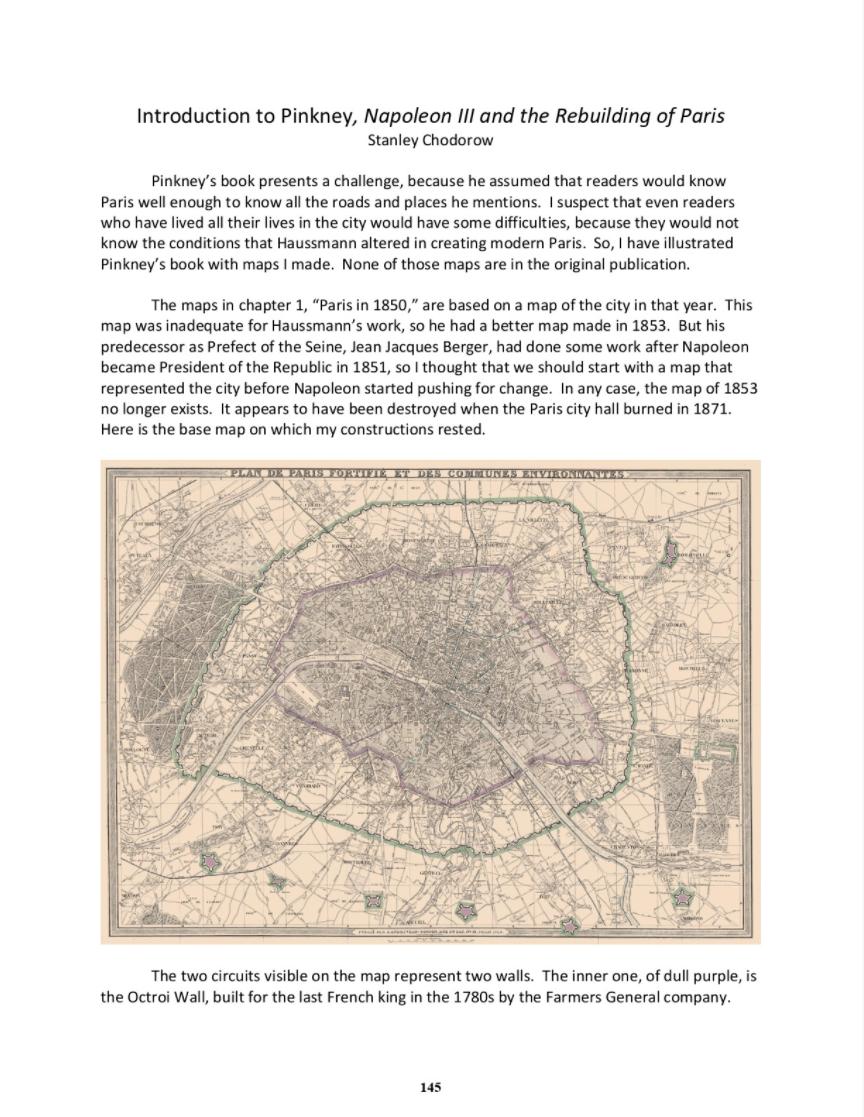 Introduction to Pinkney, Napoleon III and the Rebuilding of Paris
Stanley Chodorow
Pinkney’s book presents a challenge, because he assumed that readers would know
Paris well enough to know all the roads and places he mentions.  I suspect that even readers
who have lived all their lives in the city would have some difficulties, because they would not
know the conditions that Haussmann altered in creating modern Paris.  So, I have illustrated
Pinkney’s book with maps I made.  None of those maps are in the original publication.
The maps in chapter 1, “Paris in 1850,” are based on a map of the city in that year.  This
map was inadequate for Haussmann’s work, so he had a better map made in 1853.  But his
predecessor as Prefect of the Seine, Jean Jacques Berger, had done some work after Napoleon
became President of the Republic in 1851, so I thought that we should start with a map that
represented the city before Napoleon started pushing for change.  In any case, the map of 1853
no longer exists.  It appears to have been destroyed when the Paris city hall burned in 1871.
Here is the base map on which my constructions rested.
PLAN DE PARIS FORTIFIÉ ET DES COMMUNES ENVIRONNANTES
LA VILLETTE
PASSY
GRENELLE
The two circuits visible on the map represent two walls.  The inner one, of dull purple, is
the Octroi Wall, built for the last French king in the 1780s by the Farmers General company.
145